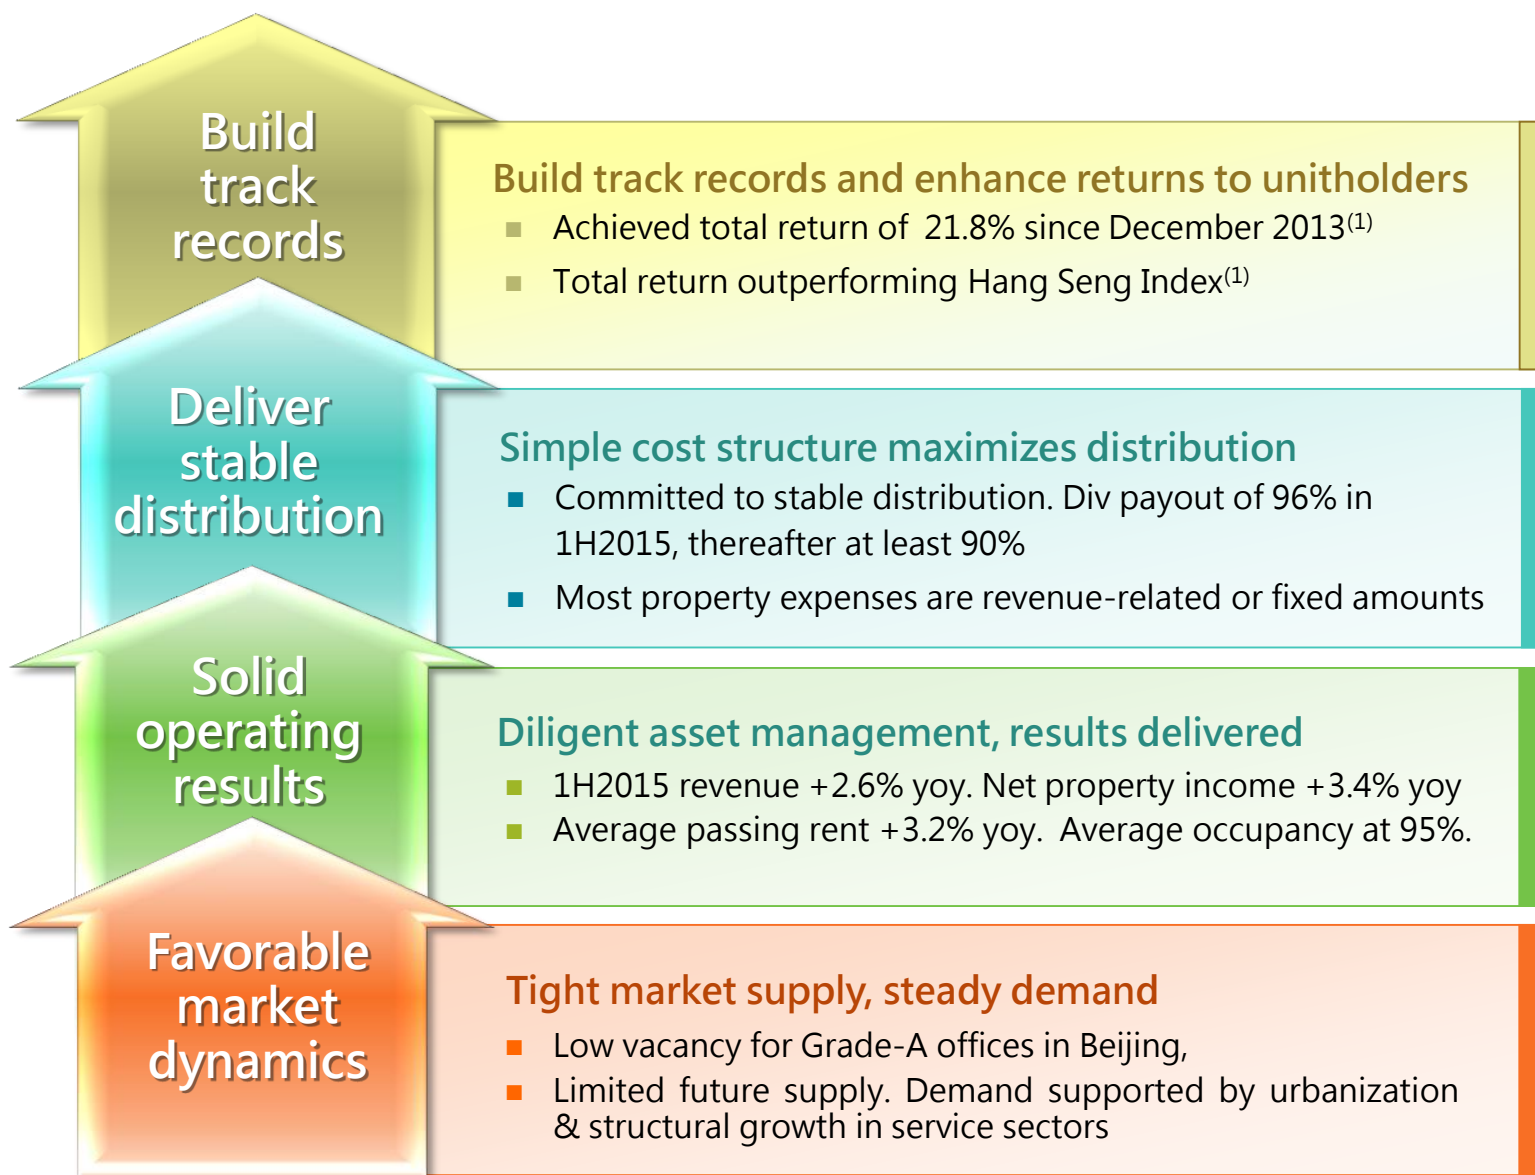 Build
track
records
Build track records and enhance returns to unitholders
■ Achieved total return of 21.8% since December 2013(1)
■ Total return outperforming Hang Seng Index(1)
Deliver
stable
distribution
Simple cost structure maximizes distribution
■ Committed to stable distribution. Div payout of 96% in
1H2015, thereafter at least 90%
■ Most property expenses are revenue-related or fixed amounts
Solid
operating
results
Diligent asset management, results delivered
■ 1H2015 revenue +2.6% yoy. Net property income +3.4% yoy
■ Average passing rent +3.2% yoy. Average occupancy at 95%.
Favorable
market
dynamics
Tight market supply, steady demand
■ Low vacancy for Grade-A offices in Beijing,
■ Limited future supply. Demand supported by urbanization
& structural growth in service sectors